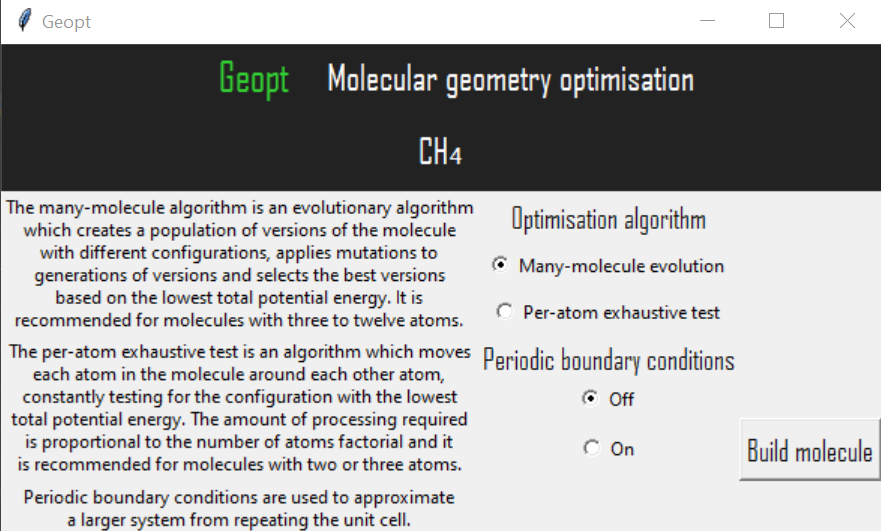 Geopt
Geopt Molecular geometry optimisation
CH₄
The many-molecule algorithm is an evolutionary algorithm
which creates a population of versions of the molecule
with different configurations, applies mutations to
generations of versions and selects the best versions
based on the lowest total potential energy. It is
recommended for molecules with three to twelve atoms.
The per-atom exhaustive test is an algorithm which moves
each atom in the molecule around each other atom,
constantly testing for the configuration with the lowest
total potential energy. The amount of processing required
is proportional to the number of atoms factorial and it
is recommended for molecules with two or three atoms.
Periodic boundary conditions are used to approximate
a larger system from repeating the unit cell.
Optimisation algorithm
Many-molecule evolution
Per-atom exhaustive test
Periodic boundary conditions
Off
On
Build molecule